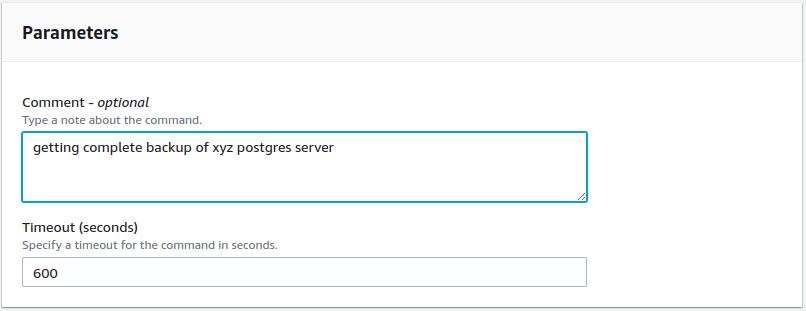 Parameters
Comment - optional
Type a note about the command.
getting complete backup of xyz postgres server
Timeout (seconds)
Specify a timeout for the command in seconds.
600